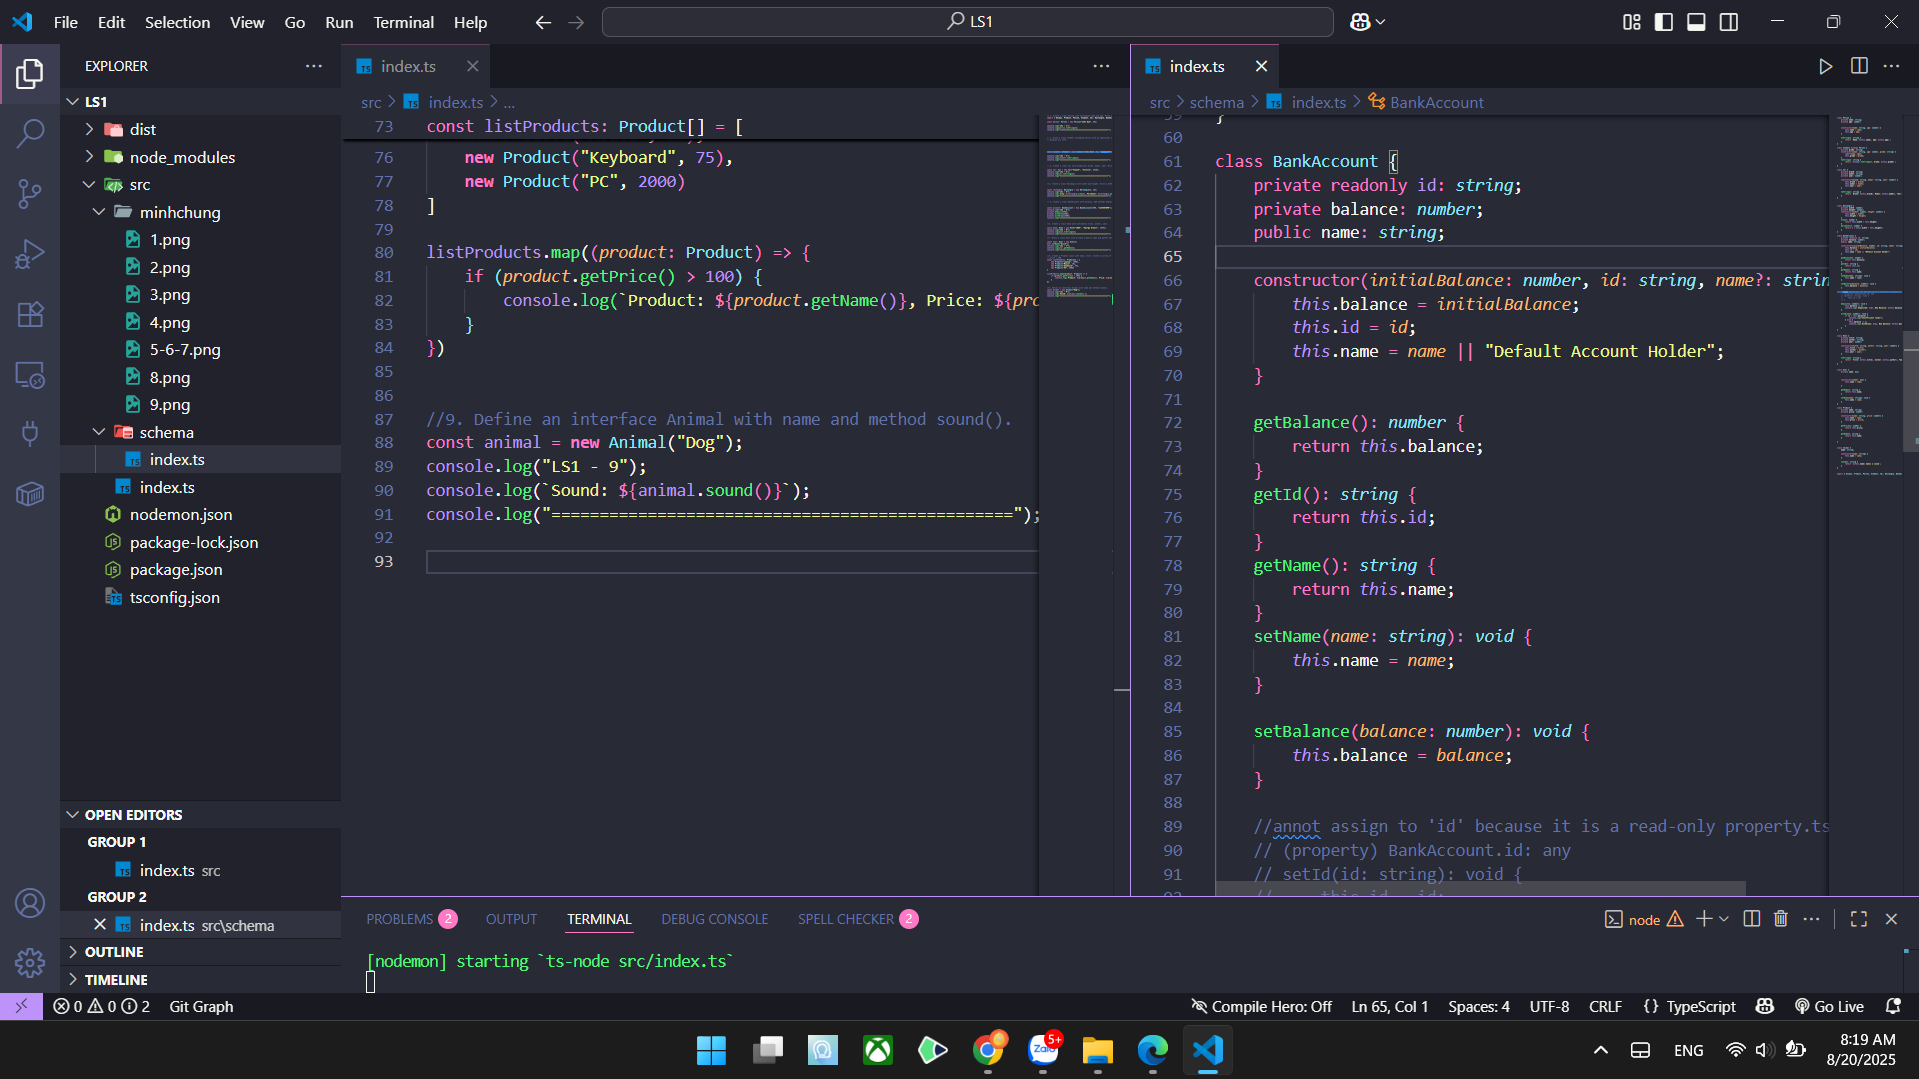 File Edit Selection View Go Run Terminal Help
LS1
EXPLORER
LS1
dist
node_modules
src
minhchung
1.png
2.png
3.png
4.png
5-6-7.png
8.png
9.png
schema
TS index.ts
TS index.ts
nodemon.json
package-lock.json
package.json
tsconfig.json
OPEN EDITORS
GROUP 1
TS index.ts src
GROUP 2
TS index.ts src\schema
OUTLINE
TIMELINE
TS index.ts
src > TS index.ts > ...
73 const listProducts: Product[] = [
76 new Product("Keyboard", 75),
77 new Product("PC", 2000)
78 ]
79
80 listProducts.map((product: Product) => {
81 if (product.getPrice() > 100) {
82 console.log(`Product: ${product.getName()}, Price: ${pro
83 }
84 })
85
86
87 //9. Define an interface Animal with name and method sound().
88 const animal = new Animal("Dog");
89 console.log("LS1 - 9");
90 console.log(`Sound: ${animal.sound()}`);
91 console.log("================================================");
92
93
TS index.ts
src > schema > TS index.ts > BankAccount
59 }
60
61 class BankAccount {
62 private readonly id: string;
63 private balance: number;
64 public name: string;
65
66 constructor(initialBalance: number, id: string, name?: strin
67 this.balance = initialBalance;
68 this.id = id;
69 this.name = name || "Default Account Holder";
70 }
71
72 getBalance(): number {
73 return this.balance;
74 }
75 getId(): string {
76 return this.id;
77 }
78 getName(): string {
79 return this.name;
80 }
81 setName(name: string): void {
82 this.name = name;
83 }
84
85 setBalance(balance: number): void {
86 this.balance = balance;
87 }
88
89 //annot assign to 'id' because it is a read-only property.ts
90 // (property) BankAccount.id: any
91 // setId(id: string): void {
92 // this.id = id;
PROBLEMS 2 OUTPUT TERMINAL DEBUG CONSOLE SPELL CHECKER 2
node
[nodemon] starting `ts-node src/index.ts`
0 0 2 Git Graph
Compile Hero: Off Ln 65, Col 1 Spaces: 4 UTF-8 CRLF {} TypeScript Go Live
Zalo 5+
ENG
8:19 AM
8/20/2025